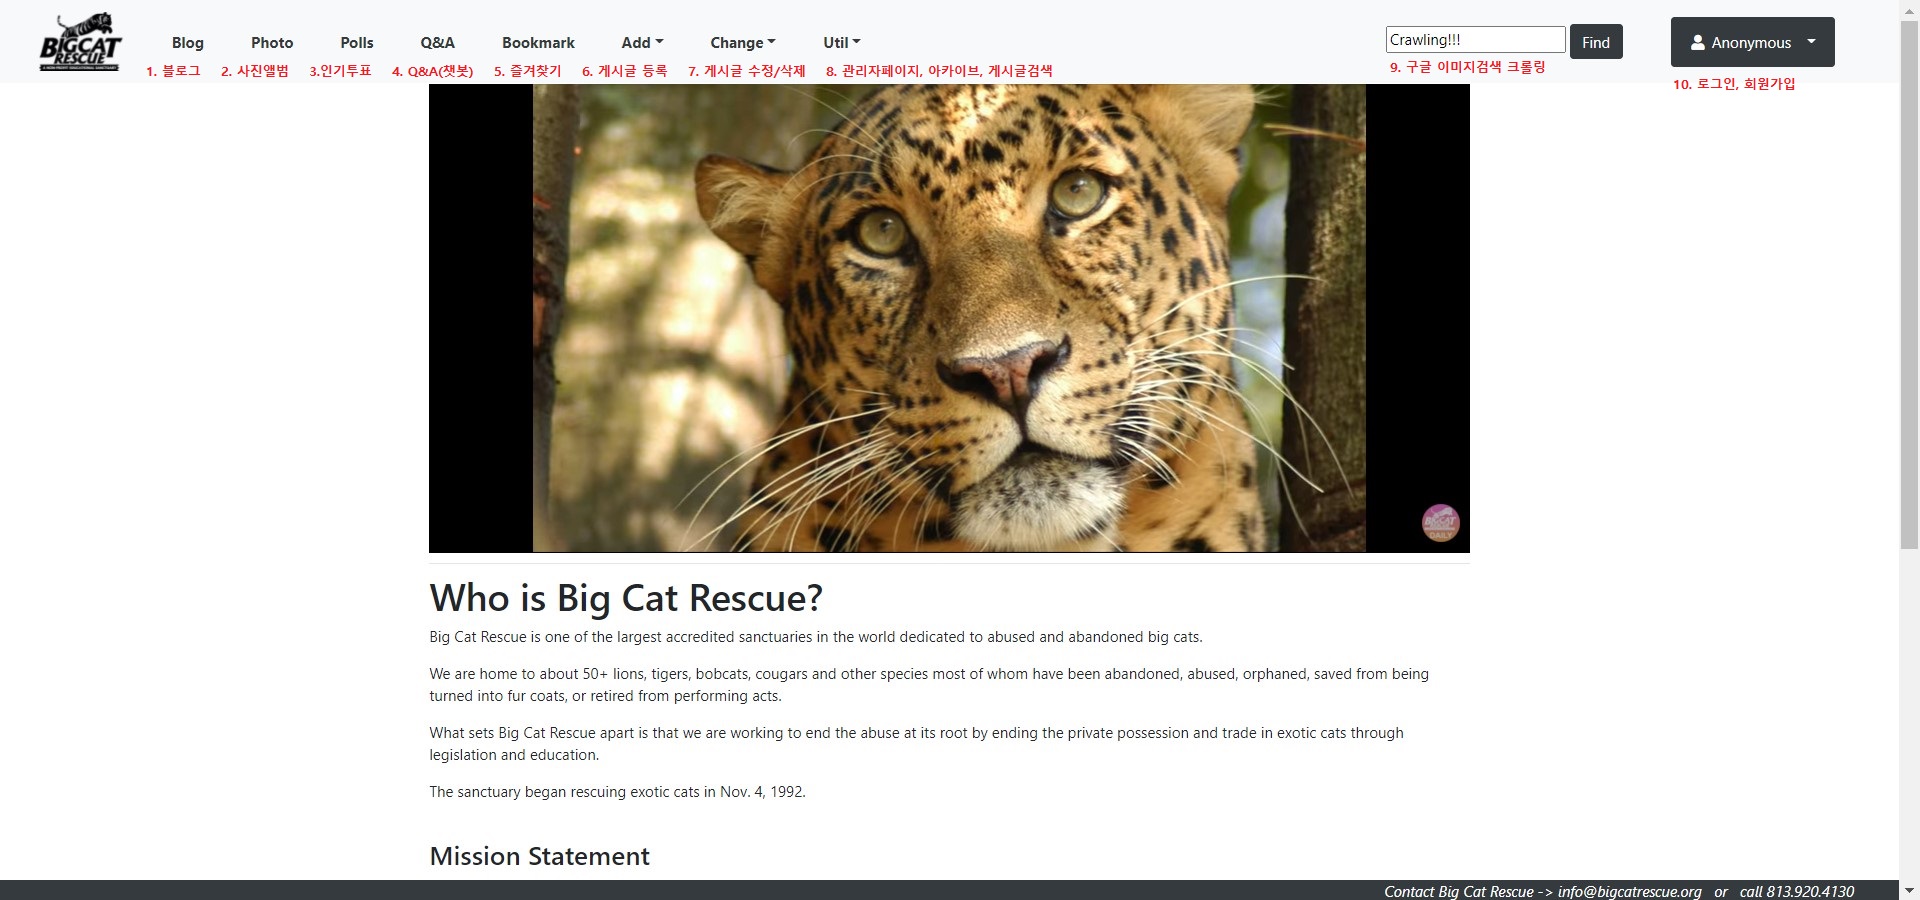 BIGCAT
RESCUE
Blog Photo Polls Q&A Bookmark Add Change Util
Crawling!!! Find
Anonymous
1. 블로그 2. 사진앨범 3.인기투표 4. Q&A(챗봇) 5. 즐겨찾기 6. 게시글 등록 7. 게시글 수정/삭제 8. 관리자페이지, 아카이브, 게시글검색
9. 구글 이미지검색 크롤링
10. 로그인, 회원가입
BIGCAT
RESCUE
DAILY
Who is Big Cat Rescue?
Big Cat Rescue is one of the largest accredited sanctuaries in the world dedicated to abused and abandoned big cats.
We are home to about 50+ lions, tigers, bobcats, cougars and other species most of whom have been abandoned, abused, orphaned, saved from being
turned into fur coats, or retired from performing acts.
What sets Big Cat Rescue apart is that we are working to end the abuse at its root by ending the private possession and trade in exotic cats through
legislation and education.
The sanctuary began rescuing exotic cats in Nov. 4, 1992.
Mission Statement
Contact Big Cat Rescue -> info@bigcatrescue.org or call 813.920.4130